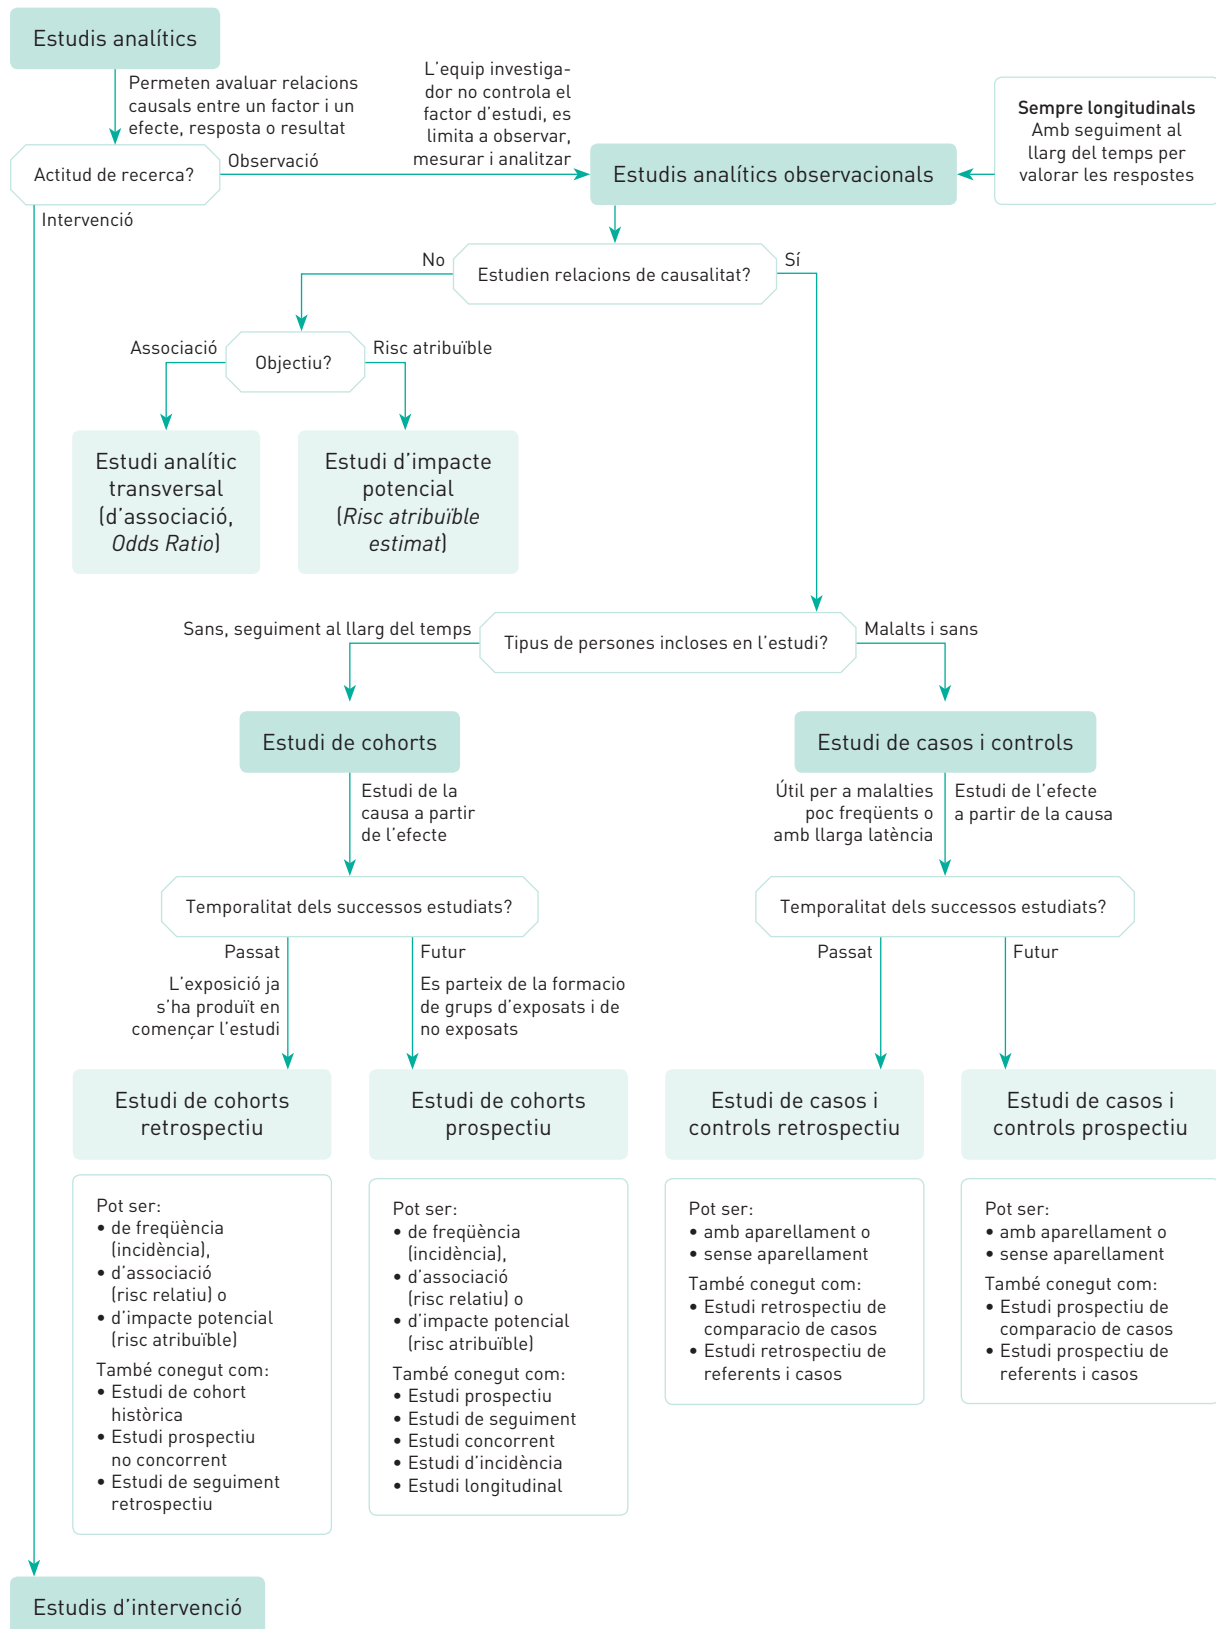 Estudis analítics
Permeten avaluar relacions
causals entre un factor i un
efecte, resposta o resultat
L'equip investiga-
dor no controla el
factor d'estudi, es
limita a observar,
mesurar i analitzar
Sempre longitudinals
Amb seguiment al
llarg del temps per
valorar les respostes
Actitud de recerca?
Observació
Estudis analítics observacionals
Intervenció
No
Estudien relacions de causalitat?
Sí
Associació
Objectiu?
Risc atribuïble
Estudi analític
transversal
(d'associació,
Odds Ratio)
Estudi d'impacte
potencial
(Risc atribuïble
estimat)
Sans, seguiment al llarg del temps
Tipus de persones incloses en l'estudi?
Malalts i sans
Estudi de cohorts
Estudi de casos i controls
Estudi de la
causa a partir
de l'efecte
Útil per a malalties
poc freqüents o
amb llarga latència
Estudi de l'efecte
a partir de la causa
Temporalitat dels successos estudiats?
Temporalitat dels successos estudiats?
Passat
L'exposició ja
s'ha produït en
començar l'estudi
Futur
Es parteix de la formacio
de grups d'exposats i de
no exposats
Passat
Futur
Estudi de cohorts
retrospectiu
Estudi de cohorts
prospectiu
Estudi de casos i
controls retrospectiu
Estudi de casos i
controls prospectiu
Pot ser:
• de freqüència
(incidència),
• d'associació
(risc relatiu) o
• d'impacte potencial
(risc atribuïble)
També conegut com:
• Estudi de cohort
històrica
• Estudi prospectiu
no concorrent
• Estudi de seguiment
retrospectiu
Pot ser:
• de freqüència
(incidència),
• d'associació
(risc relatiu) o
• d'impacte potencial
(risc atribuïble)
També conegut com:
• Estudi prospectiu
• Estudi de seguiment
• Estudi concorrent
• Estudi d'incidència
• Estudi longitudinal
Pot ser:
• amb aparellament o
• sense aparellament
També conegut com:
• Estudi retrospectiu de
comparacio de casos
• Estudi retrospectiu de
referents i casos
Pot ser:
• amb aparellament o
• sense aparellament
També conegut com:
• Estudi prospectiu de
comparacio de casos
• Estudi prospectiu de
referents i casos
Estudis d'intervenció